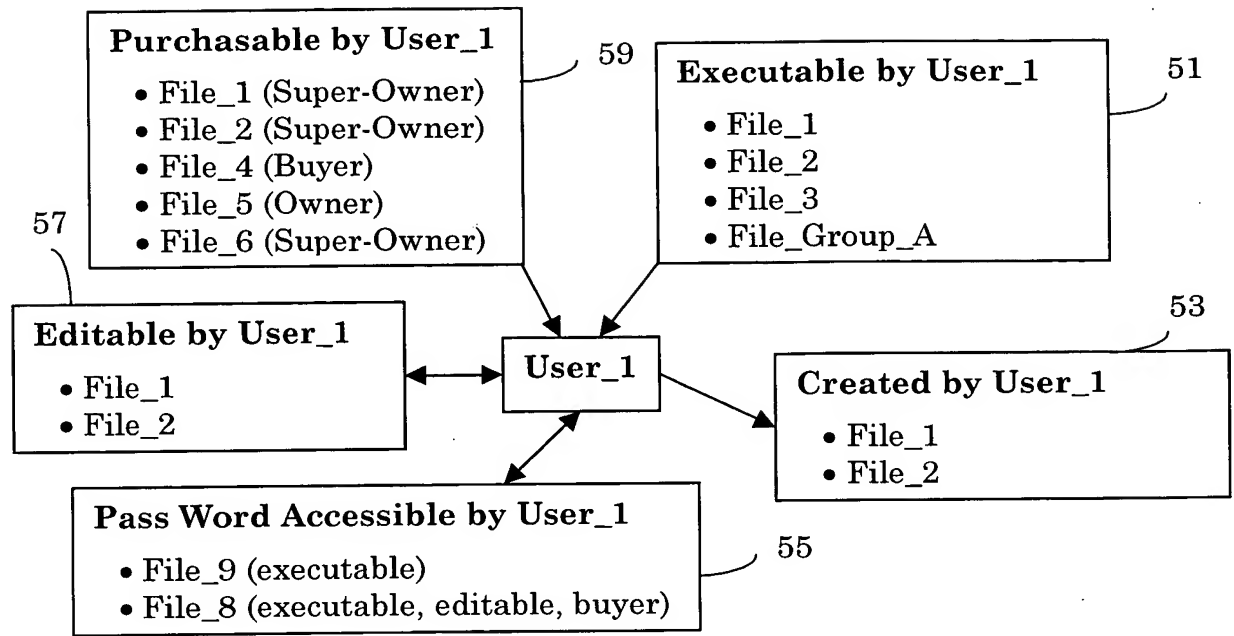 Purchasable by User_1
• File_1 (Super-Owner)
• File_2 (Super-Owner)
• File_4 (Buyer)
• File_5 (Owner)
• File_6 (Super-Owner)
59
Executable by User_1
• File_1
• File_2
• File_3
• File_Group_A
51
57
Editable by User_1
• File_1
• File_2
User_1
53
Created by User_1
• File_1
• File_2
Pass Word Accessible by User_1
• File_9 (executable)
• File_8 (executable, editable, buyer)
55